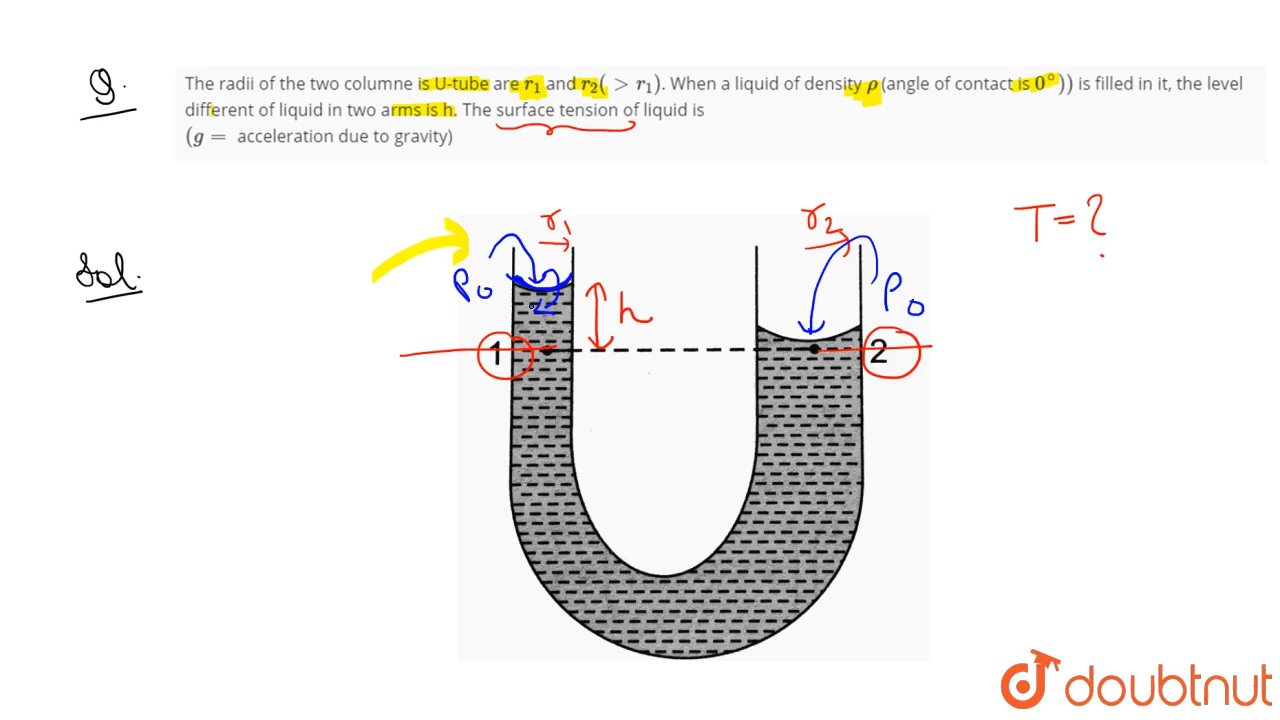 Q.
The radii of the two columne is U-tube are r₁ and r₂(> r₁). When a liquid of density ρ (angle of contact is 0°)) is filled in it, the level
different of liquid in two arms is h. The surface tension of liquid is
(g = acceleration due to gravity)
Sol.
r₁
r₂
T = ?
P₀
h
P₀
1
2
doubtnut